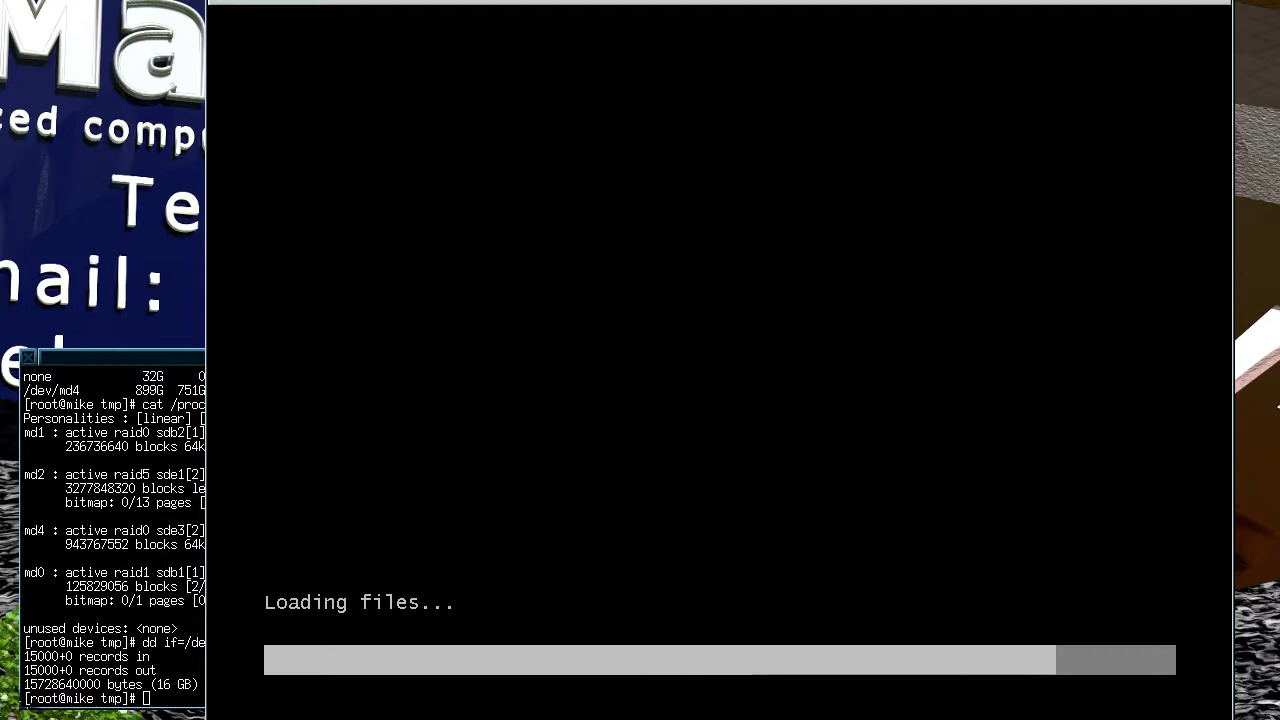 Ma
ced compu
Te
mail:
el
none 32G 0
/dev/md4 899G 751G
[root@mike tmp]# cat /proc
Personalities : [linear] [
md1 : active raid0 sdb2[1]
236736640 blocks 64k
md2 : active raid5 sde1[2]
3277848320 blocks le
bitmap: 0/13 pages [
md4 : active raid0 sde3[2]
943767552 blocks 64k
md0 : active raid1 sdb1[1]
125829056 blocks [2/
bitmap: 0/1 pages [0
unused devices: <none>
[root@mike tmp]# dd if=/de
15000+0 records in
15000+0 records out
15728640000 bytes (16 GB)
[root@mike tmp]#
Loading files...